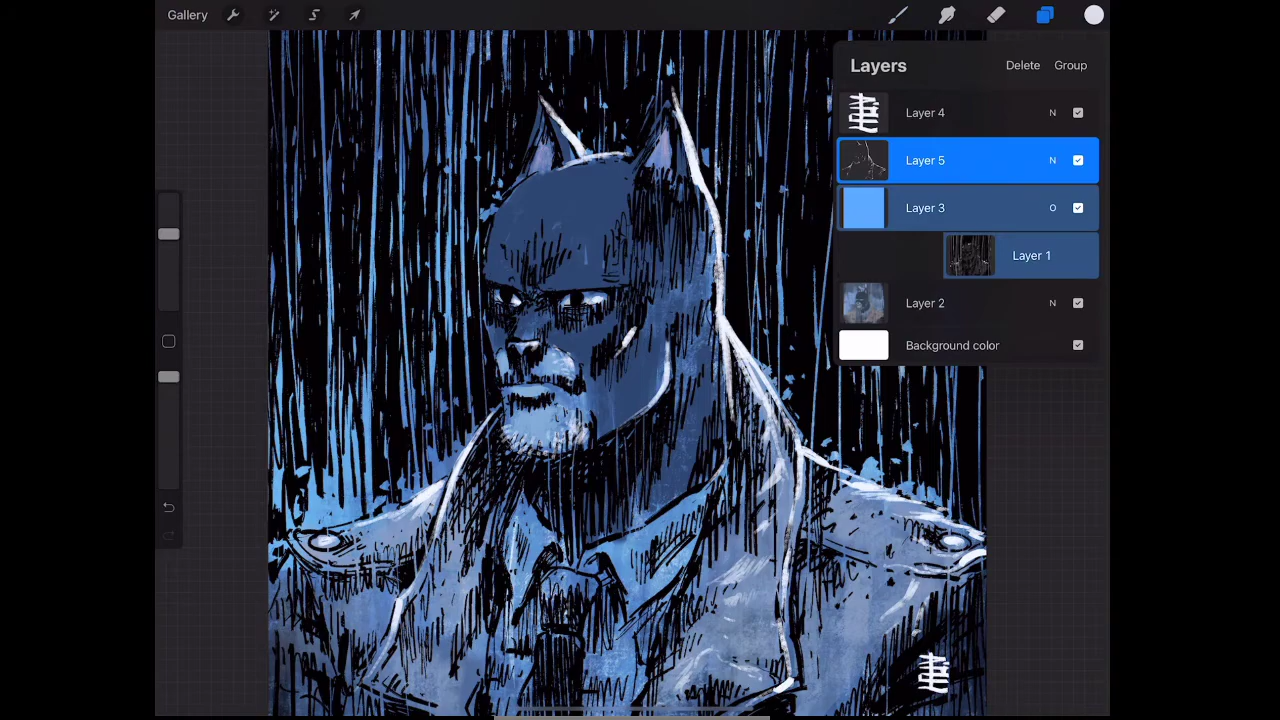 Gallery
Layers Delete Group
Layer 4 N
Layer 5 N
Layer 3 O
Layer 1
Layer 2 N
Background color